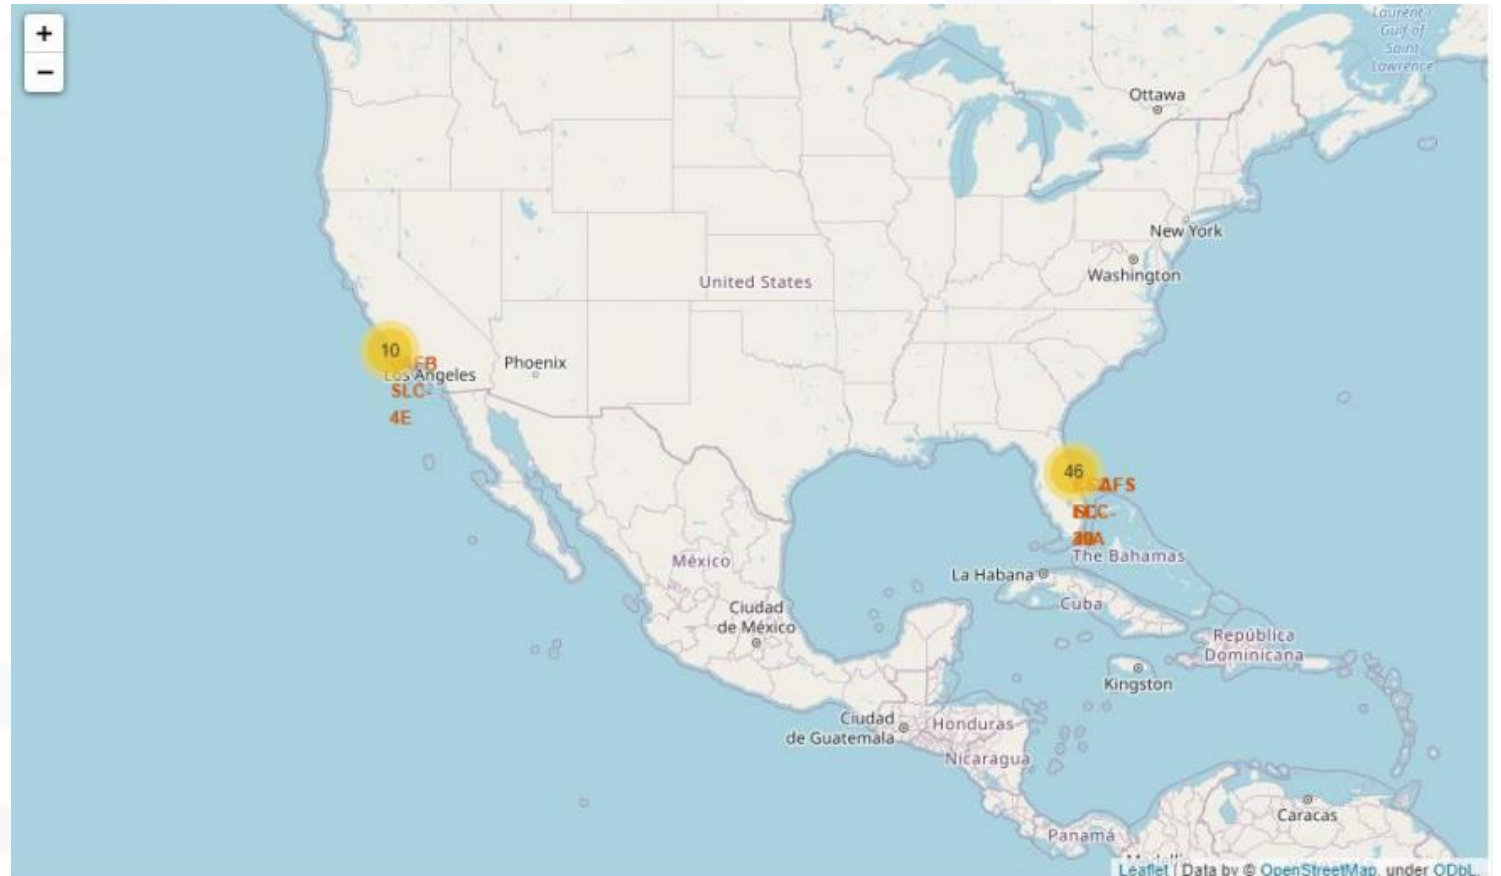 +
−
Laurent /
Gulf of
Saint
Lawrence
Ottawa
New York
Washington
United States
10
AFB
Los Angeles
SLC-
4E
Phoenix
46
AFS
The Bahamas
México
La Habana
Cuba
Ciudad
de México
República
Dominicana
Kingston
Ciudad
de Guatemala
Honduras
Nicaragua
Caracas
Panamá
Leaflet | Data by © OpenStreetMap, under ODbL.